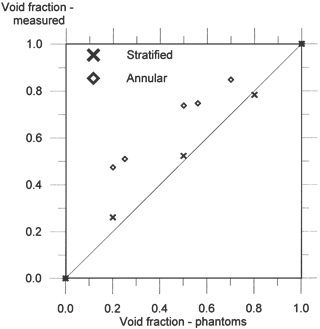 Void fraction -
measured
1.0
Stratified
Annular
0.8
0.6
0.4
0.2
0.0
0.0 0.2 0.4 0.6 0.8 1.0
Void fraction - phantoms